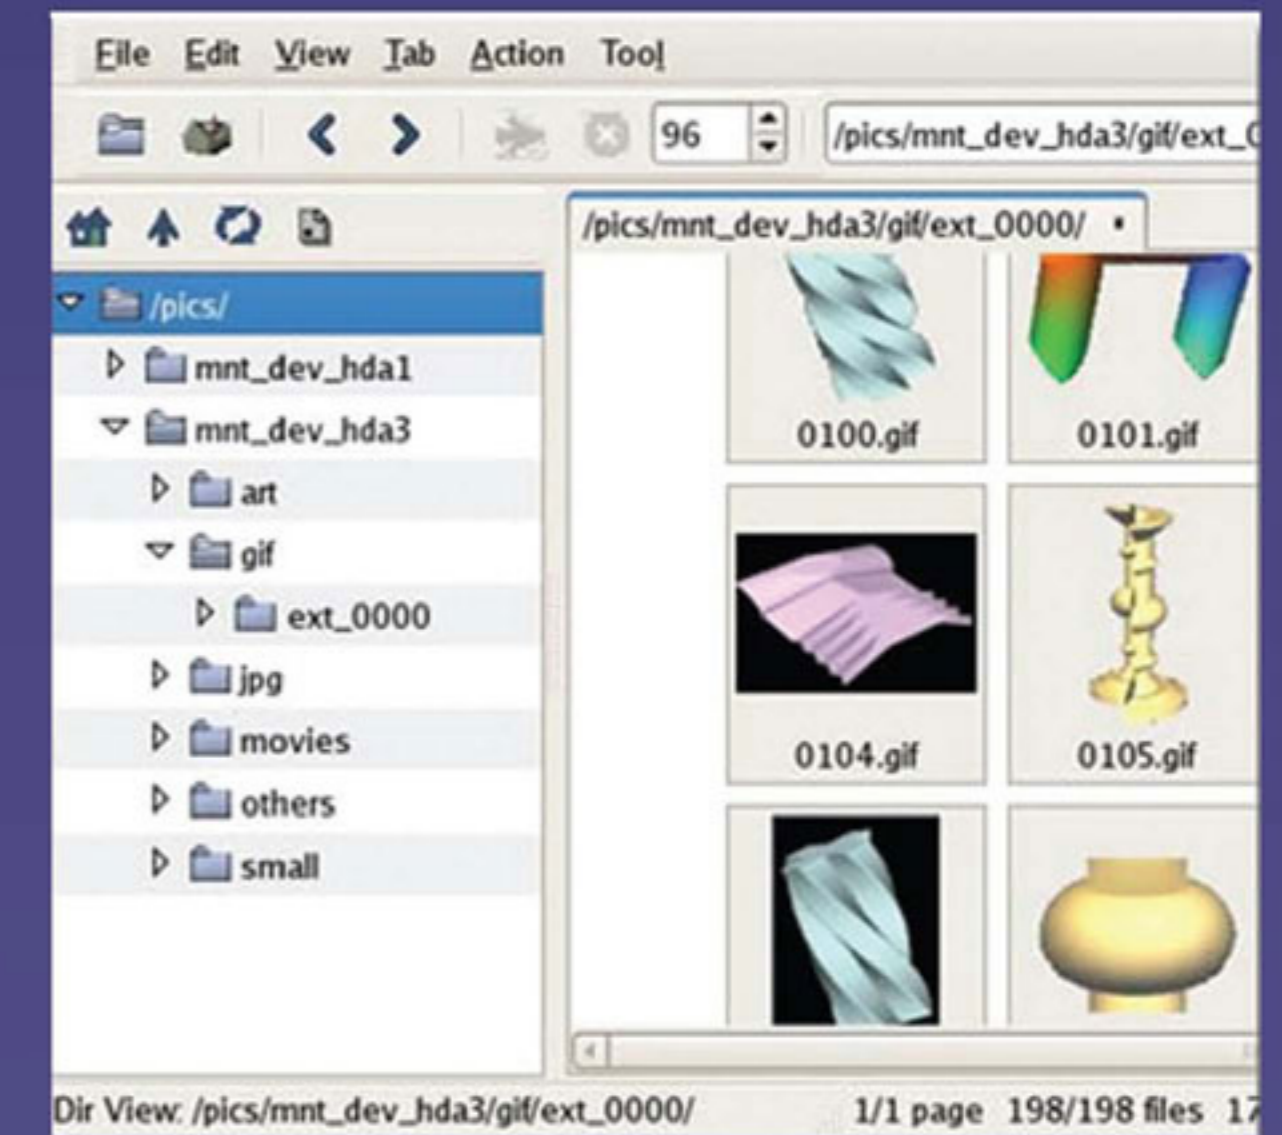 File Edit View Tab Action Tool
96 /pics/mnt_dev_hda3/gif/ext_0
/pics/mnt_dev_hda3/gif/ext_0000/
/pics/
mnt_dev_hda1
mnt_dev_hda3
art
gif
ext_0000
jpg
movies
others
small
0100.gif 0101.gif
0104.gif 0105.gif
Dir View: /pics/mnt_dev_hda3/gif/ext_0000/ 1/1 page 198/198 files 17